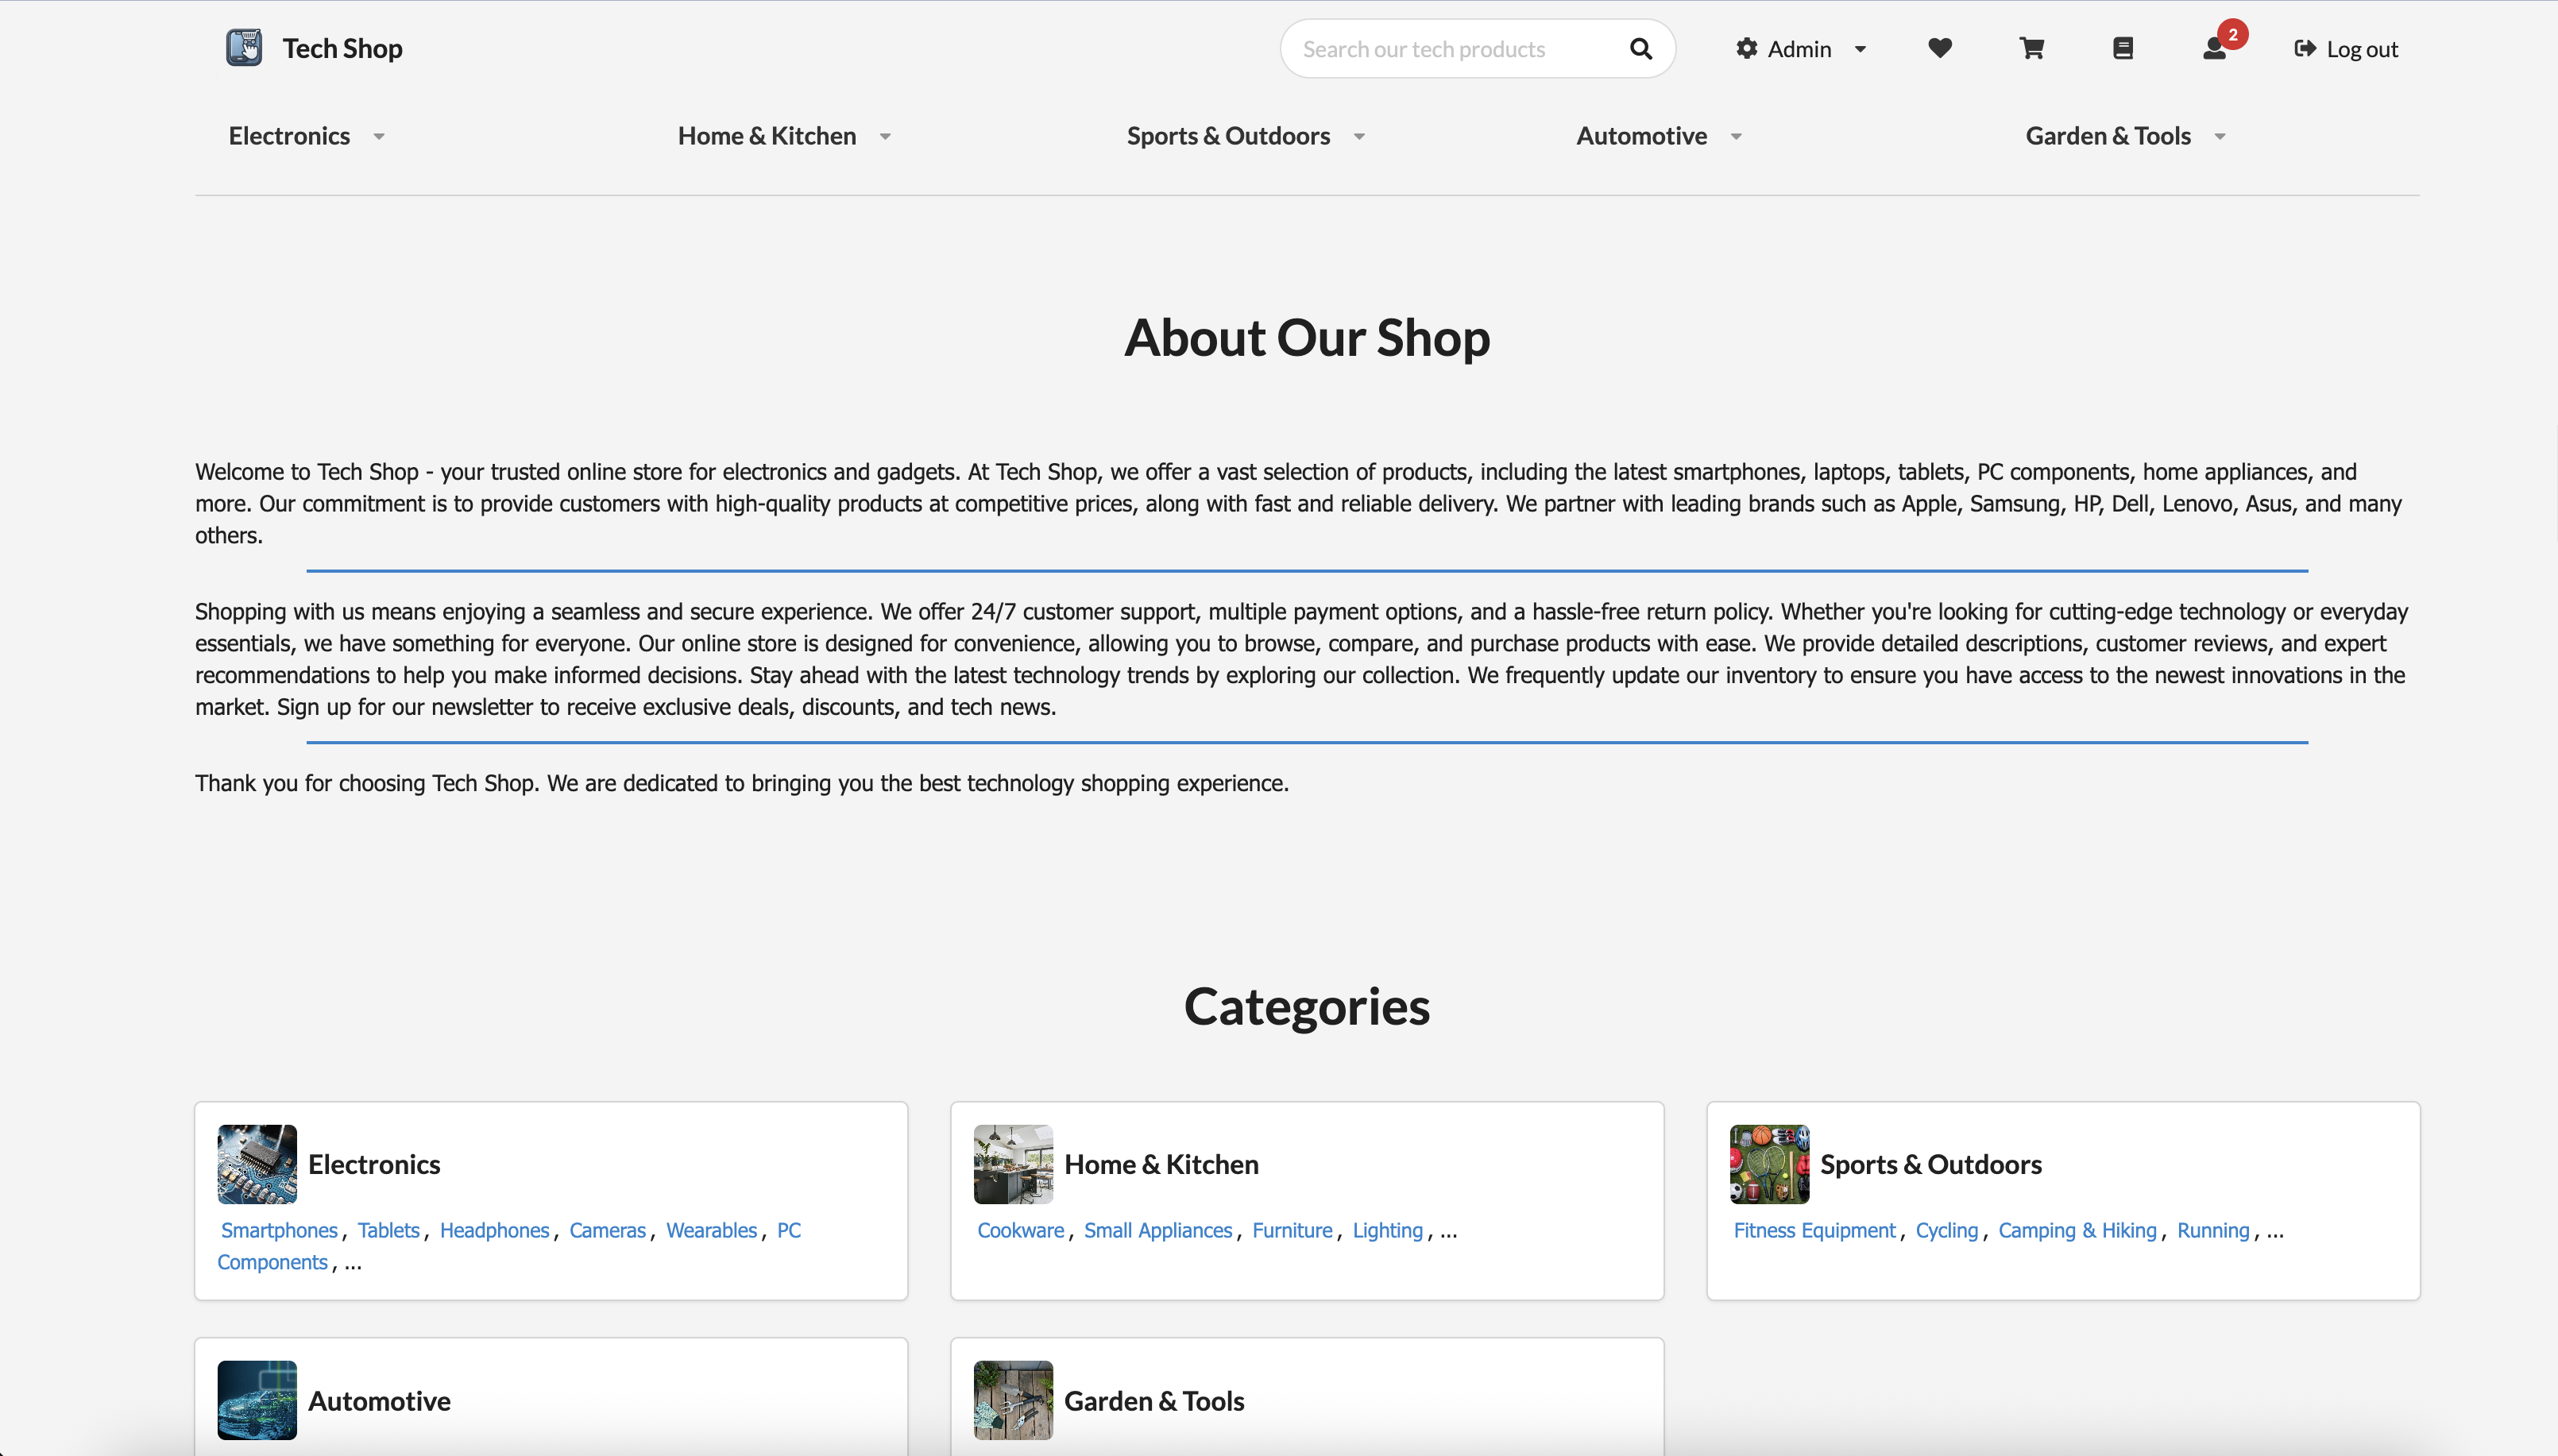 Tech Shop
Search our tech products
Admin
2
Log out
Electronics
Home & Kitchen
Sports & Outdoors
Automotive
Garden & Tools
About Our Shop
Welcome to Tech Shop - your trusted online store for electronics and gadgets. At Tech Shop, we offer a vast selection of products, including the latest smartphones, laptops, tablets, PC components, home appliances, and
more. Our commitment is to provide customers with high-quality products at competitive prices, along with fast and reliable delivery. We partner with leading brands such as Apple, Samsung, HP, Dell, Lenovo, Asus, and many
others.
Shopping with us means enjoying a seamless and secure experience. We offer 24/7 customer support, multiple payment options, and a hassle-free return policy. Whether you're looking for cutting-edge technology or everyday
essentials, we have something for everyone. Our online store is designed for convenience, allowing you to browse, compare, and purchase products with ease. We provide detailed descriptions, customer reviews, and expert
recommendations to help you make informed decisions. Stay ahead with the latest technology trends by exploring our collection. We frequently update our inventory to ensure you have access to the newest innovations in the
market. Sign up for our newsletter to receive exclusive deals, discounts, and tech news.
Thank you for choosing Tech Shop. We are dedicated to bringing you the best technology shopping experience.
Categories
Electronics
Smartphones , Tablets , Headphones , Cameras , Wearables , PC
Components , ...
Home & Kitchen
Cookware , Small Appliances , Furniture , Lighting , ...
Sports & Outdoors
Fitness Equipment , Cycling , Camping & Hiking , Running , ...
Automotive
Garden & Tools